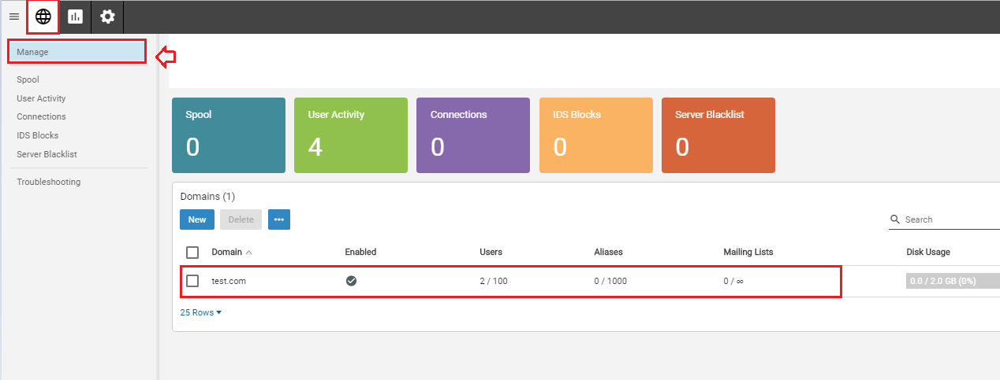 Manage
Spool
User Activity
Connections
IDS Blocks
Server Blacklist
Troubleshooting
Spool User Activity Connections IDS Blocks Server Blacklist
0 4 0 0 0
Domains (1)
New Delete ••• Search
Domain Enabled Users Aliases Mailing Lists Disk Usage
test.com 2 / 100 0 / 1000 0 / ∞ 0.0 / 2.0 GB (0%)
25 Rows